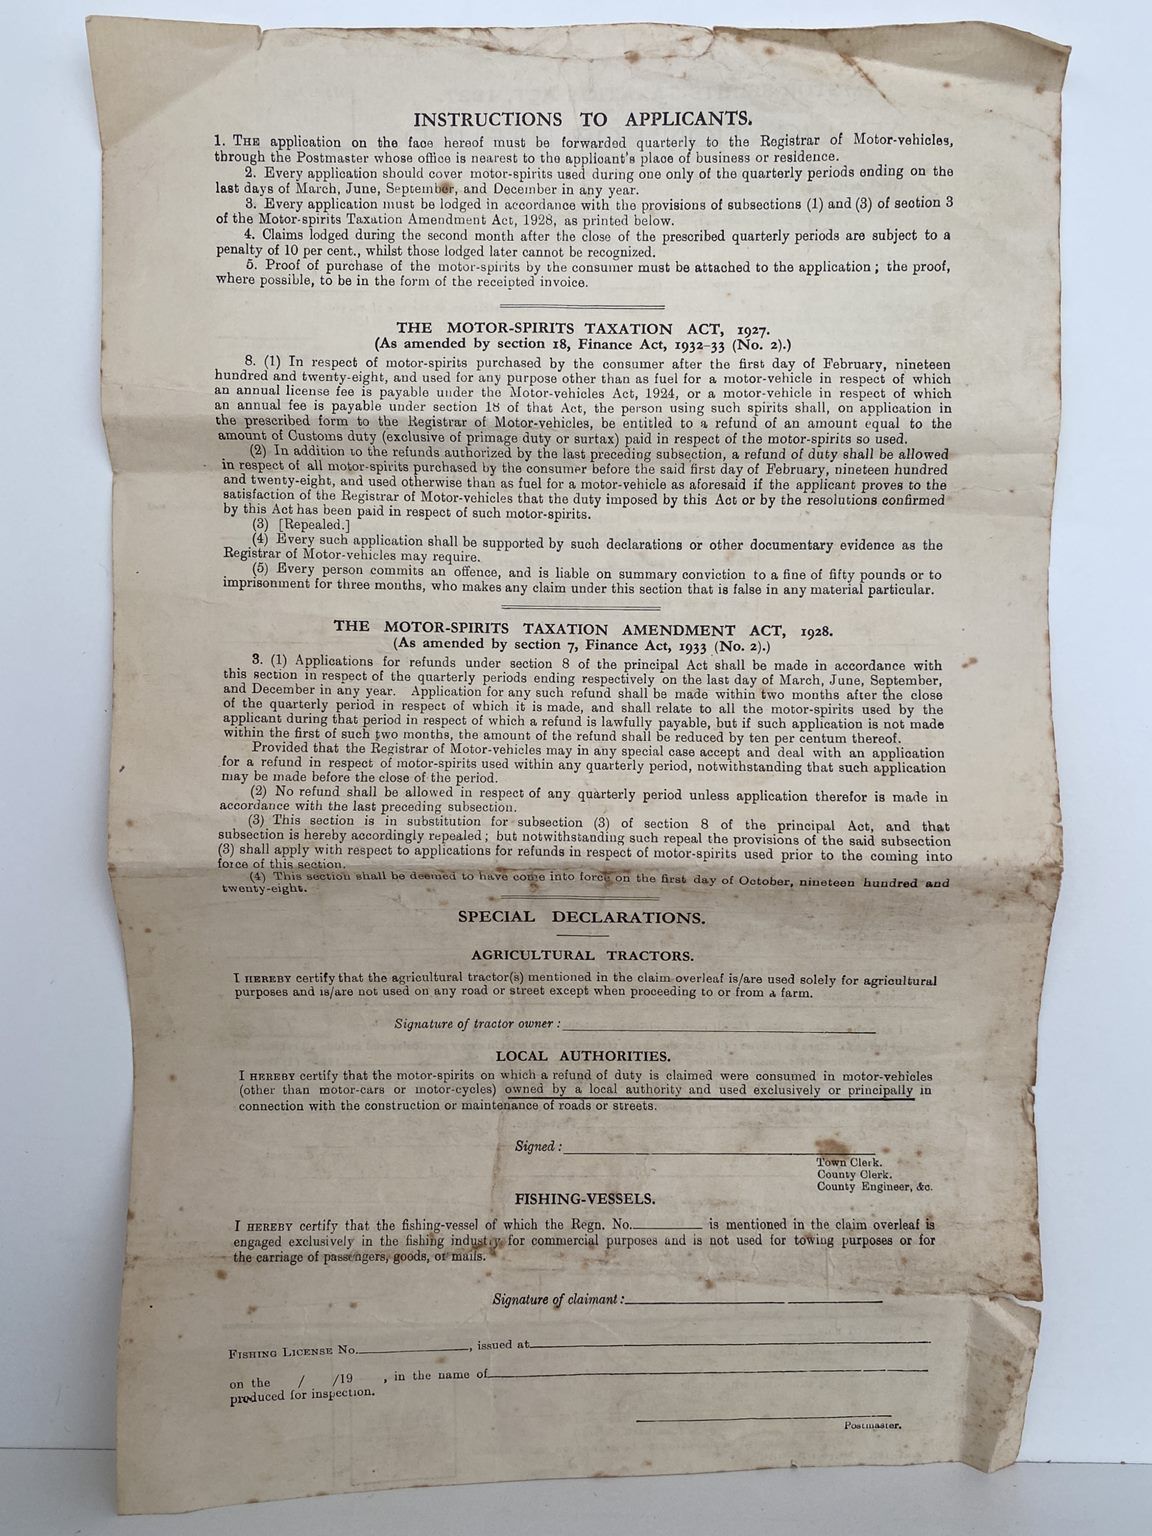 INSTRUCTIONS TO APPLICANTS.
1. THE application on the face hereof must be forwarded quarterly to the Registrar of Motor-vehicles,
through the Postmaster whose office is nearest to the applicant's place of business or residence.
2. Every application should cover motor-spirits used during one only of the quarterly periods ending on the
last days of March, June, September, and December in any year.
3. Every application must be lodged in accordance with the provisions of subsections (1) and (3) of section 3
of the Motor-spirits Taxation Amendment Act, 1928, as printed below.
4. Claims lodged during the second month after the close of the prescribed quarterly periods are subject to a
penalty of 10 per cent., whilst those lodged later cannot be recognized.
5. Proof of purchase of the motor-spirits by the consumer must be attached to the application; the proof,
where possible, to be in the form of the receipted invoice.
THE MOTOR-SPIRITS TAXATION ACT, 1927.
(As amended by section 18, Finance Act, 1932-33 (No. 2).)
8. (1) In respect of motor-spirits purchased by the consumer after the first day of February, nineteen
hundred and twenty-eight, and used for any purpose other than as fuel for a motor-vehicle in respect of which
an annual license fee is payable under the Motor-vehicles Act, 1924, or a motor-vehicle in respect of which
an annual fee is payable under section 18 of that Act, the person using such spirits shall, on application in
the prescribed form to the Registrar of Motor-vehicles, be entitled to a refund of an amount equal to the
amount of Customs duty (exclusive of primage duty or surtax) paid in respect of the motor-spirits so used.
(2) In addition to the refunds authorized by the last preceding subsection, a refund of duty shall be allowed
in respect of all motor-spirits purchased by the consumer before the said first day of February, nineteen hundred
and twenty-eight, and used otherwise than as fuel for a motor-vehicle as aforesaid if the applicant proves to the
satisfaction of the Registrar of Motor-vehicles that the duty imposed by this Act or by the resolutions confirmed
by this Act has been paid in respect of such motor-spirits.
(3) [Repealed.]
(4) Every such application shall be supported by such declarations or other documentary evidence as the
Registrar of Motor-vehicles may require.
(5) Every person commits an offence, and is liable on summary conviction to a fine of fifty pounds or to
imprisonment for three months, who makes any claim under this section that is false in any material particular.
THE MOTOR-SPIRITS TAXATION AMENDMENT ACT, 1928.
(As amended by section 7, Finance Act, 1933 (No. 2).)
3. (1) Applications for refunds under section 8 of the principal Act shall be made in accordance with
this section in respect of the quarterly periods ending respectively on the last day of March, June, September,
and December in any year. Application for any such refund shall be made within two months after the close
of the quarterly period in respect of which it is made, and shall relate to all the motor-spirits used by the
applicant during that period in respect of which a refund is lawfully payable, but if such application is not made
within the first of such two months, the amount of the refund shall be reduced by ten per centum thereof.
Provided that the Registrar of Motor-vehicles may in any special case accept and deal with an application
for a refund in respect of motor-spirits used within any quarterly period, notwithstanding that such application
may be made before the close of the period.
(2) No refund shall be allowed in respect of any quarterly period unless application therefor is made in
accordance with the last preceding subsection.
(3) This section is in substitution for subsection (3) of section 8 of the principal Act, and that
subsection is hereby accordingly repealed; but notwithstanding such repeal the provisions of the said subsection
(3) shall apply with respect to applications for refunds in respect of motor-spirits used prior to the coming into
force of this section.
(4) This section shall be deemed to have come into force on the first day of October, nineteen hundred and
twenty-eight.
SPECIAL DECLARATIONS.
AGRICULTURAL TRACTORS.
I HEREBY certify that the agricultural tractor(s) mentioned in the claim overleaf is/are used solely for agricultural
purposes and is/are not used on any road or street except when proceeding to or from a farm.
Signature of tractor owner:
LOCAL AUTHORITIES.
I HEREBY certify that the motor-spirits on which a refund of duty is claimed were consumed in motor-vehicles
(other than motor-cars or motor-cycles) owned by a local authority and used exclusively or principally in
connection with the construction or maintenance of roads or streets.
Signed:
Town Clerk.
County Clerk.
County Engineer, &c.
FISHING-VESSELS.
I HEREBY certify that the fishing-vessel of which the Regn. No. is mentioned in the claim overleaf is
engaged exclusively in the fishing industry for commercial purposes and is not used for towing purposes or for
the carriage of passengers, goods, or mails.
Signature of claimant:
FISHING LICENSE No. , issued at
on the / /19 , in the name of
produced for inspection.
Postmaster.